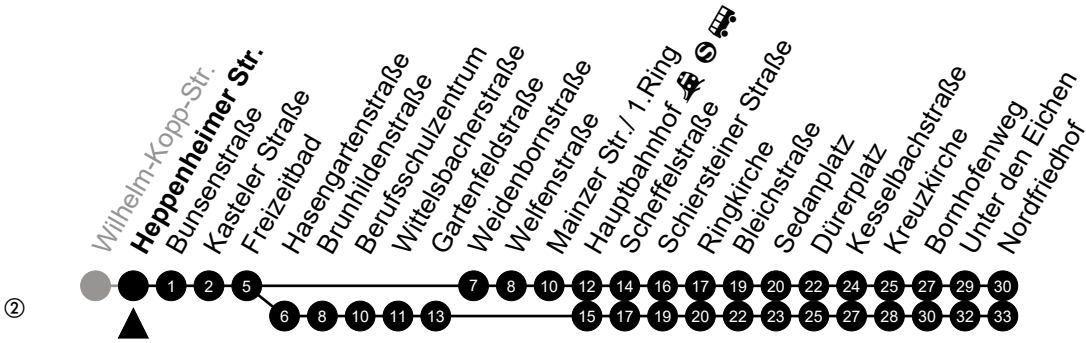 Wilhelm-Kopp-Str.
Heppenheimer Str.
Bunsenstraße
Kasteler Straße
Freizeitbad
Hasengartenstraße
Brunhildenstraße
Berufsschulzentrum
Wittelsbacherstraße
Gartenfeldstraße
Weidenbornstraße
Welfenstraße
Mainzer Str./ 1.Ring
Hauptbahnhof S
Scheffelstraße
Schiersteiner Straße
Ringkirche
Bleichstraße
Sedanplatz
Dürerplatz
Kesselbachstraße
Kreuzkirche
Bornhofenweg
Unter den Eichen
Nordfriedhof
1 2 5 7 8 10 12 14 16 17 19 20 22 24 25 27 29 30
② 6 8 10 11 13 15 17 19 20 22 23 25 27 28 30 32 33